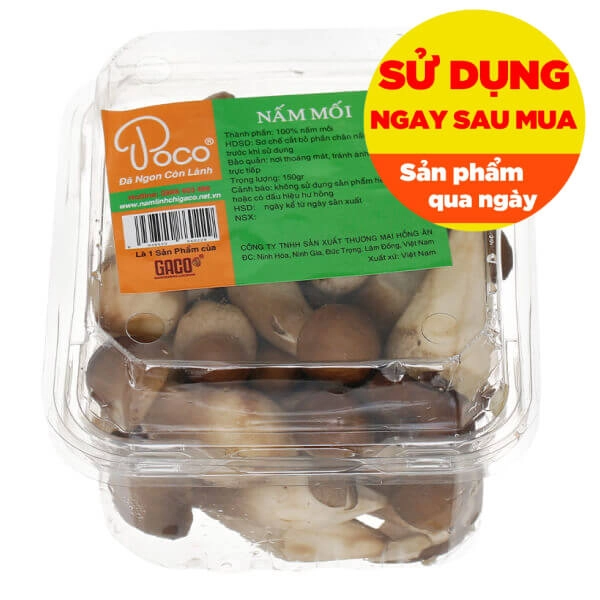 SỬ DỤNG
NGAY SAU MUA
Sản phẩm
qua ngày
Poco®
Đã Ngon Còn Lành
Hotline:
www.namlinhchigaco.net.vn
Là 1 Sản Phẩm của
GACO
NẤM MỐI
Thành phần: 100% nấm mối
HDSD: Sơ chế cắt bỏ phần chân nấm
trước khi sử dụng
Bảo quản: nơi thoáng mát, tránh ánh
trực tiếp
Trọng lượng: 150gr
Cảnh báo: không sử dụng sản phẩm
hoặc có dấu hiệu hư hỏng
HSD: ngày kể từ ngày sản xuất
NSX:
CÔNG TY TNHH SẢN XUẤT THƯƠNG MẠI HỒNG ÂN
ĐC: Ninh Hòa, Ninh Gia, Đức Trọng, Lâm Đồng, Việt Nam
Xuất xứ: Việt Nam